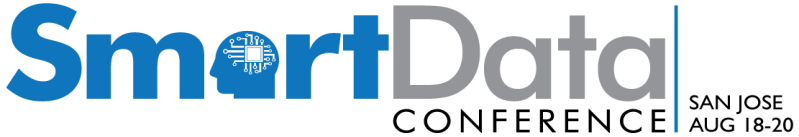 SmartData
CONFERENCE
SAN JOSE
AUG 18-20